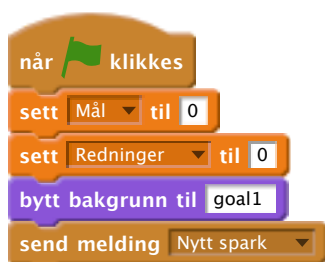 når klikkes
sett Mål til 0
sett Redninger til 0
bytt bakgrunn til goal1
send melding Nytt spark